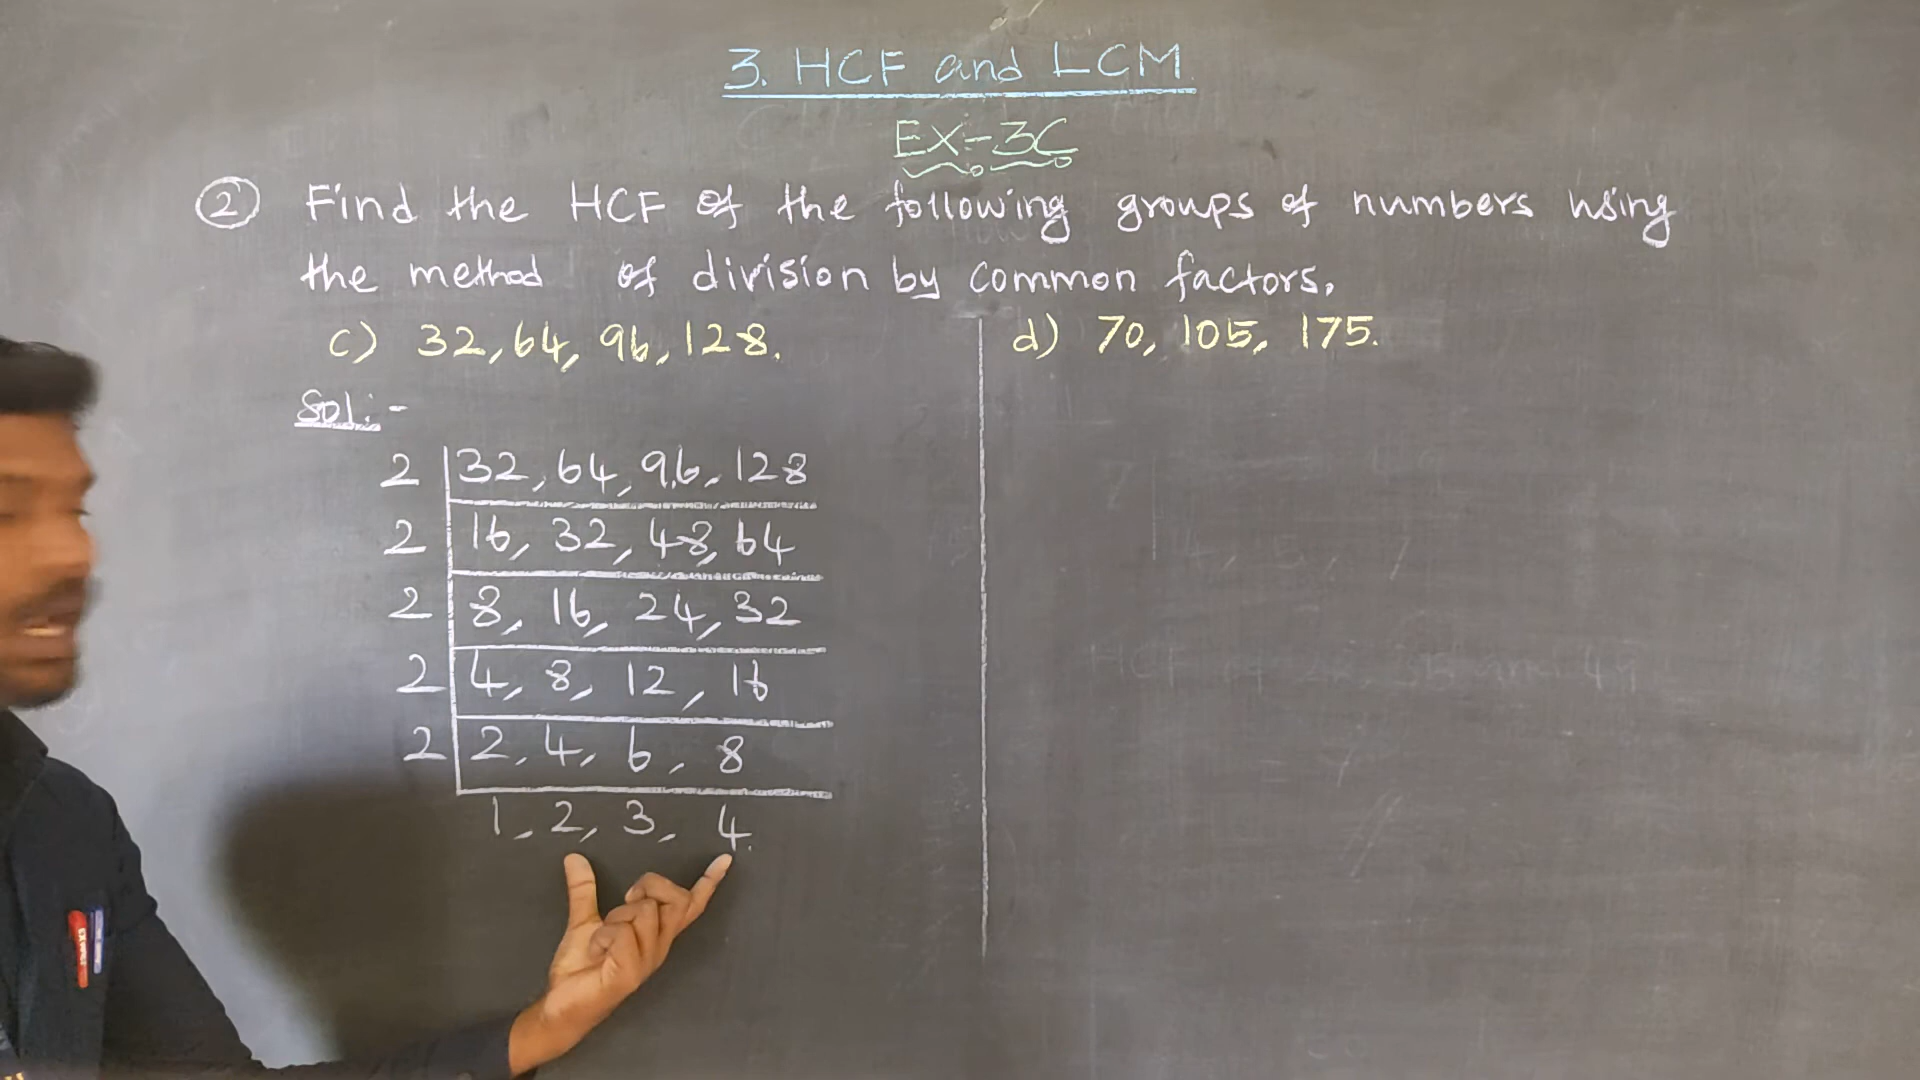 3. HCF and LCM
EX-3C
2 Find the HCF of the following groups of numbers using
the method of division by common factors.
c) 32, 64, 96, 128.
d) 70, 105, 175.
Sol:-
2 32, 64, 96, 128
2 16, 32, 48, 64
2 8, 16, 24, 32
2 4, 8, 12, 16
2 2, 4, 6, 8
1, 2, 3, 4.